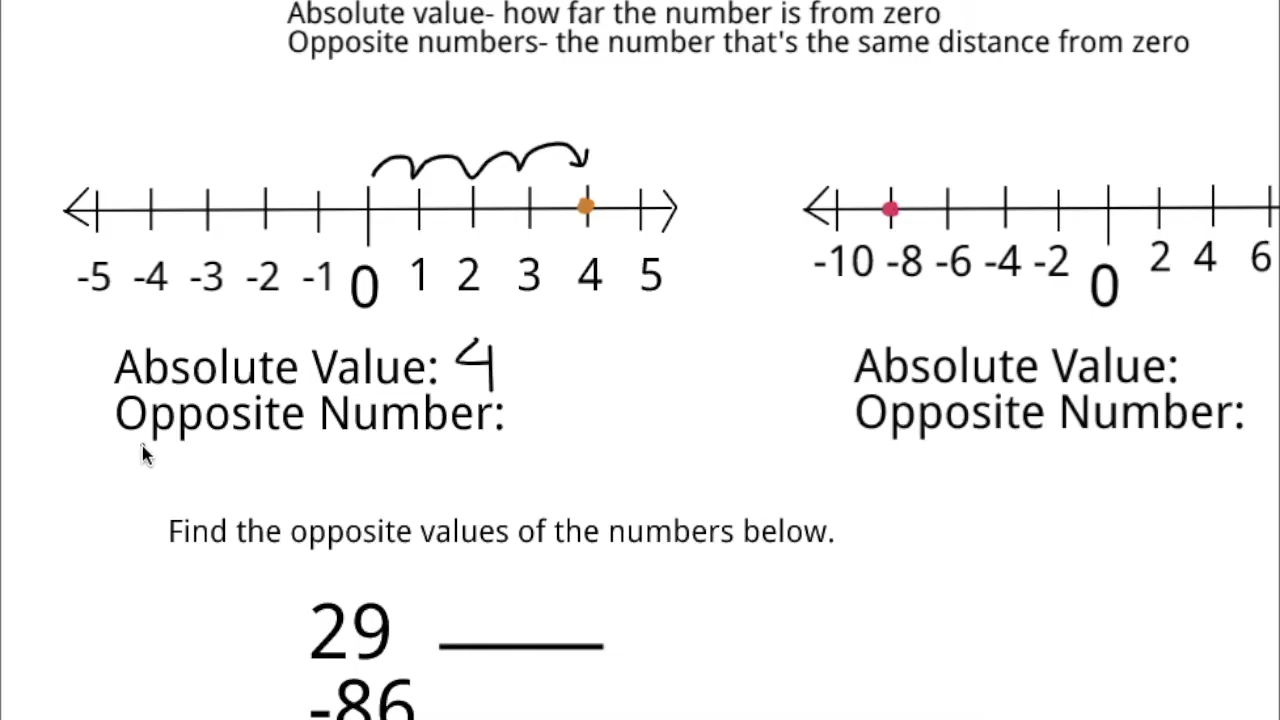 Absolute value- how far the number is from zero
Opposite numbers- the number that's the same distance from zero
-5 -4 -3 -2 -1 0 1 2 3 4 5
-10 -8 -6 -4 -2 0 2 4 6
Absolute Value: 4
Opposite Number:
Absolute Value:
Opposite Number:
Find the opposite values of the numbers below.
29
-86